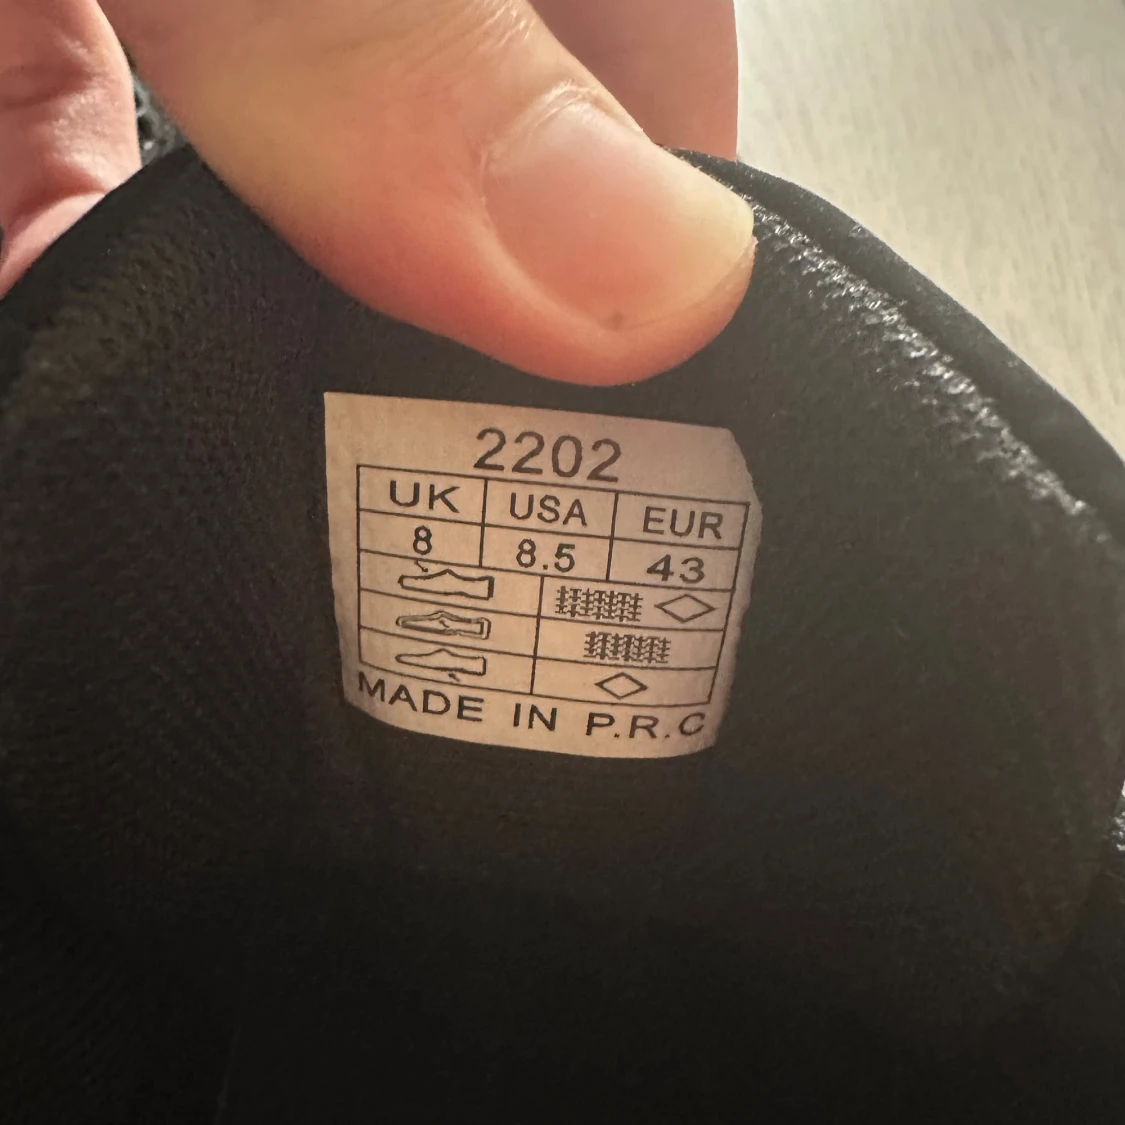 2202
UK USA EUR
8 8.5 43
MADE IN P.R.C